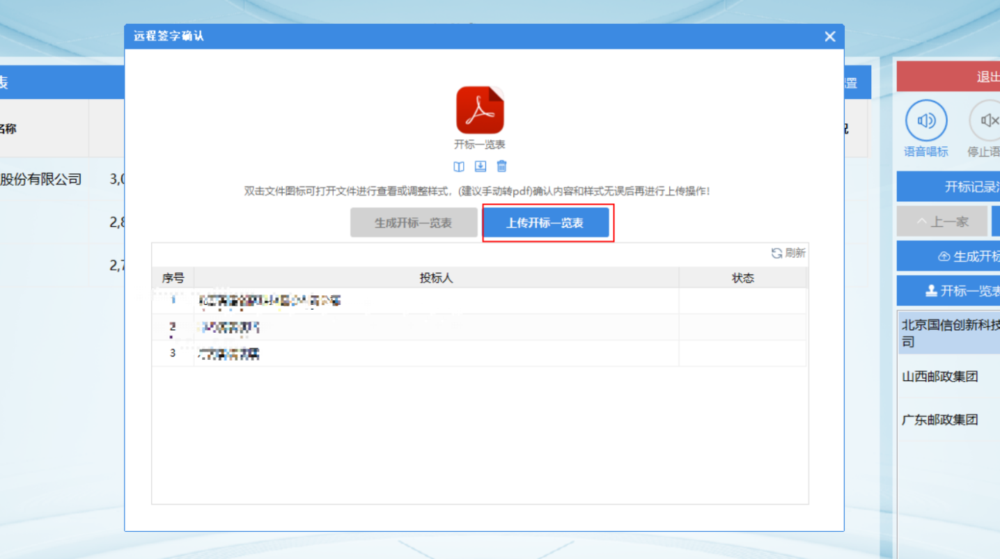 远程签字确认
表
置
退出
名称
开标一览表
语音唱标
停止语
股份有限公司
3,0
双击文件图标可打开文件进行查看或调整样式，(建议手动转pdf)确认内容和样式无误后再进行上传操作！
开标记录
2,8
生成开标一览表
上传开标一览表
上一家
刷新
生成开标
2,7
序号
投标人
状态
开标一览表
1
2
3
北京国信创新科技
司
山西邮政集团
广东邮政集团